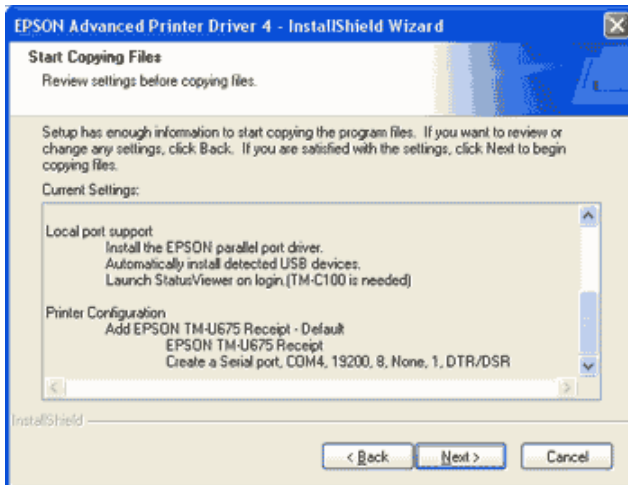 EPSON Advanced Printer Driver 4 - InstallShield Wizard
Start Copying Files
Review settings before copying files.
Setup has enough information to start copying the program files. If you want to review or
change any settings, click Back. If you are satisfied with the settings, click Next to begin
copying files.
Current Settings:
Local port support
Install the EPSON parallel port driver.
Automatically install detected USB devices.
Launch StatusViewer on login.(TM-C100 is needed)
Printer Configuration
Add EPSON TM-U675 Receipt - Default
EPSON TM-U675 Receipt
Create a Serial port, COM4, 19200, 8, None, 1, DTR/DSR
InstallShield
< Back
Next >
Cancel